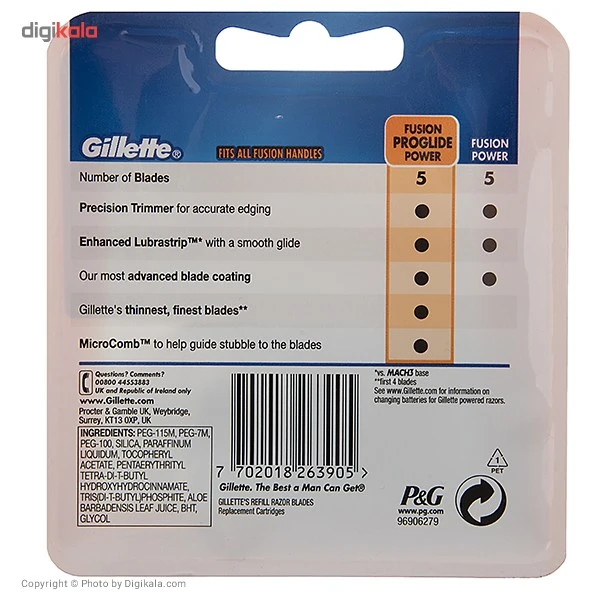 digikala
Gillette®
FITS ALL FUSION HANDLES
FUSION
PROGLIDE
POWER
FUSION
POWER
Number of Blades 5 5
Precision Trimmer for accurate edging
Enhanced Lubrastrip™* with a smooth glide
Our most advanced blade coating
Gillette's thinnest, finest blades**
MicroComb™ to help guide stubble to the blades
Questions? Comments?
00800 44553883
UK and Republic of Ireland only
www.Gillette.com
Procter & Gamble UK, Weybridge,
Surrey, KT13 0XP, UK
INGREDIENTS: PEG-115M, PEG-7M,
PEG-100, SILICA, PARAFFINUM
LIQUIDUM, TOCOPHERYL
ACETATE, PENTAERYTHRITYL
TETRA-DI-T-BUTYL
HYDROXYHYDROCINNAMATE,
TRIS(DI-T-BUTYL)PHOSPHITE, ALOE
BARBADENSIS LEAF JUICE, BHT,
GLYCOL
7 702018 263905 >
Gillette. The Best a Man Can Get®
GILLETTE'S REFILL RAZOR BLADES
Replacement Cartridges
*vs. MACH3 base
**first 4 blades
See www.Gillette.com for information on
changing batteries for Gillette powered razors.
1
PET
P&G
www.pg.com
96906279
Copyright © Photo by Digikala.com